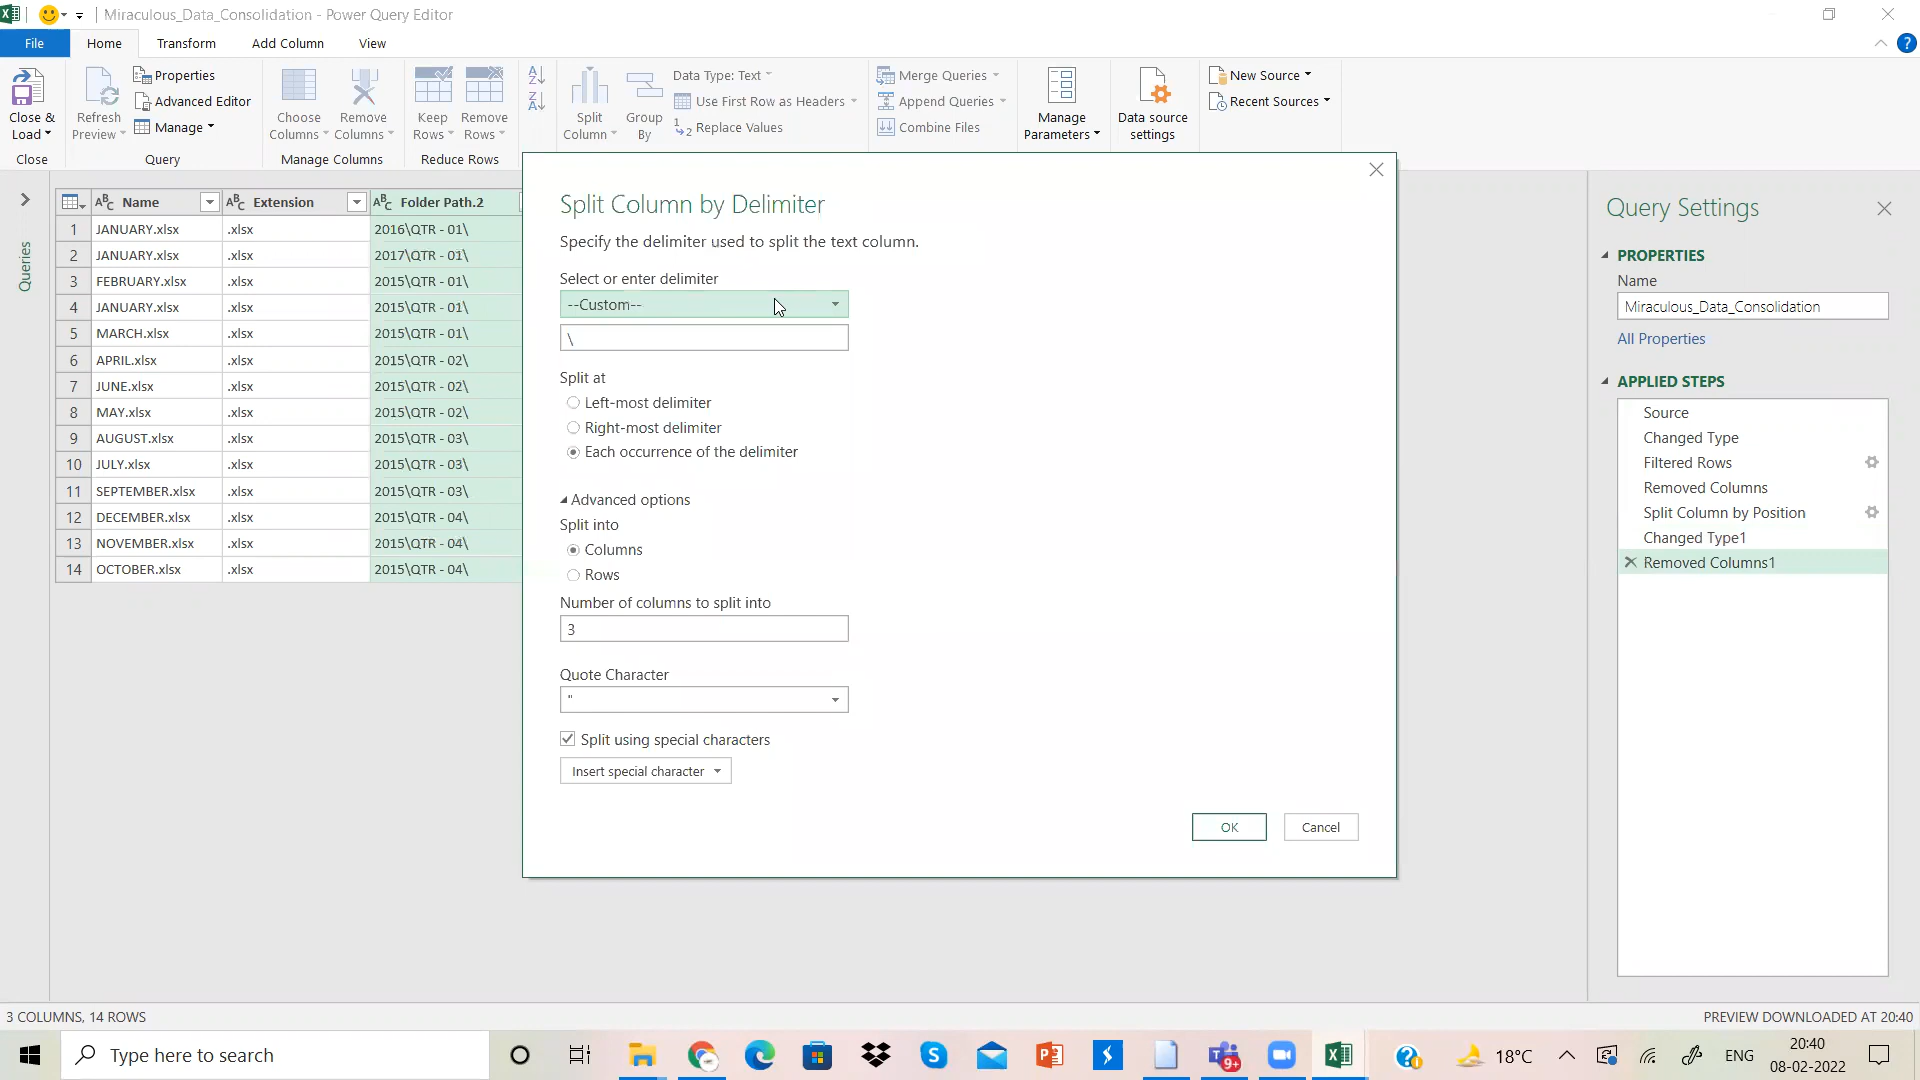 Miraculous_Data_Consolidation - Power Query Editor
File
Home
Transform
Add Column
View
Close & Load
Refresh Preview
Properties
Advanced Editor
Manage
Choose Columns
Remove Columns
Keep Rows
Remove Rows
Split Column
Group By
Data Type: Text
Use First Row as Headers
Replace Values
Merge Queries
Append Queries
Combine Files
Manage Parameters
Data source settings
New Source
Recent Sources
Close
Query
Manage Columns
Reduce Rows
Queries
Name Extension Folder Path.2
1 JANUARY.xlsx .xlsx 2016\QTR - 01\
2 JANUARY.xlsx .xlsx 2017\QTR - 01\
3 FEBRUARY.xlsx .xlsx 2015\QTR - 01\
4 JANUARY.xlsx .xlsx 2015\QTR - 01\
5 MARCH.xlsx .xlsx 2015\QTR - 01\
6 APRIL.xlsx .xlsx 2015\QTR - 02\
7 JUNE.xlsx .xlsx 2015\QTR - 02\
8 MAY.xlsx .xlsx 2015\QTR - 02\
9 AUGUST.xlsx .xlsx 2015\QTR - 03\
10 JULY.xlsx .xlsx 2015\QTR - 03\
11 SEPTEMBER.xlsx .xlsx 2015\QTR - 03\
12 DECEMBER.xlsx .xlsx 2015\QTR - 04\
13 NOVEMBER.xlsx .xlsx 2015\QTR - 04\
14 OCTOBER.xlsx .xlsx 2015\QTR - 04\
Split Column by Delimiter
Specify the delimiter used to split the text column.
Select or enter delimiter
--Custom--
\
Split at
Left-most delimiter
Right-most delimiter
Each occurrence of the delimiter
Advanced options
Split into
Columns
Rows
Number of columns to split into
3
Quote Character
"
Split using special characters
Insert special character
OK
Cancel
Query Settings
PROPERTIES
Name
Miraculous_Data_Consolidation
All Properties
APPLIED STEPS
Source
Changed Type
Filtered Rows
Removed Columns
Split Column by Position
Changed Type1
Removed Columns1
3 COLUMNS, 14 ROWS
PREVIEW DOWNLOADED AT 20:40
Type here to search
9+
18°C
ENG
20:40
08-02-2022